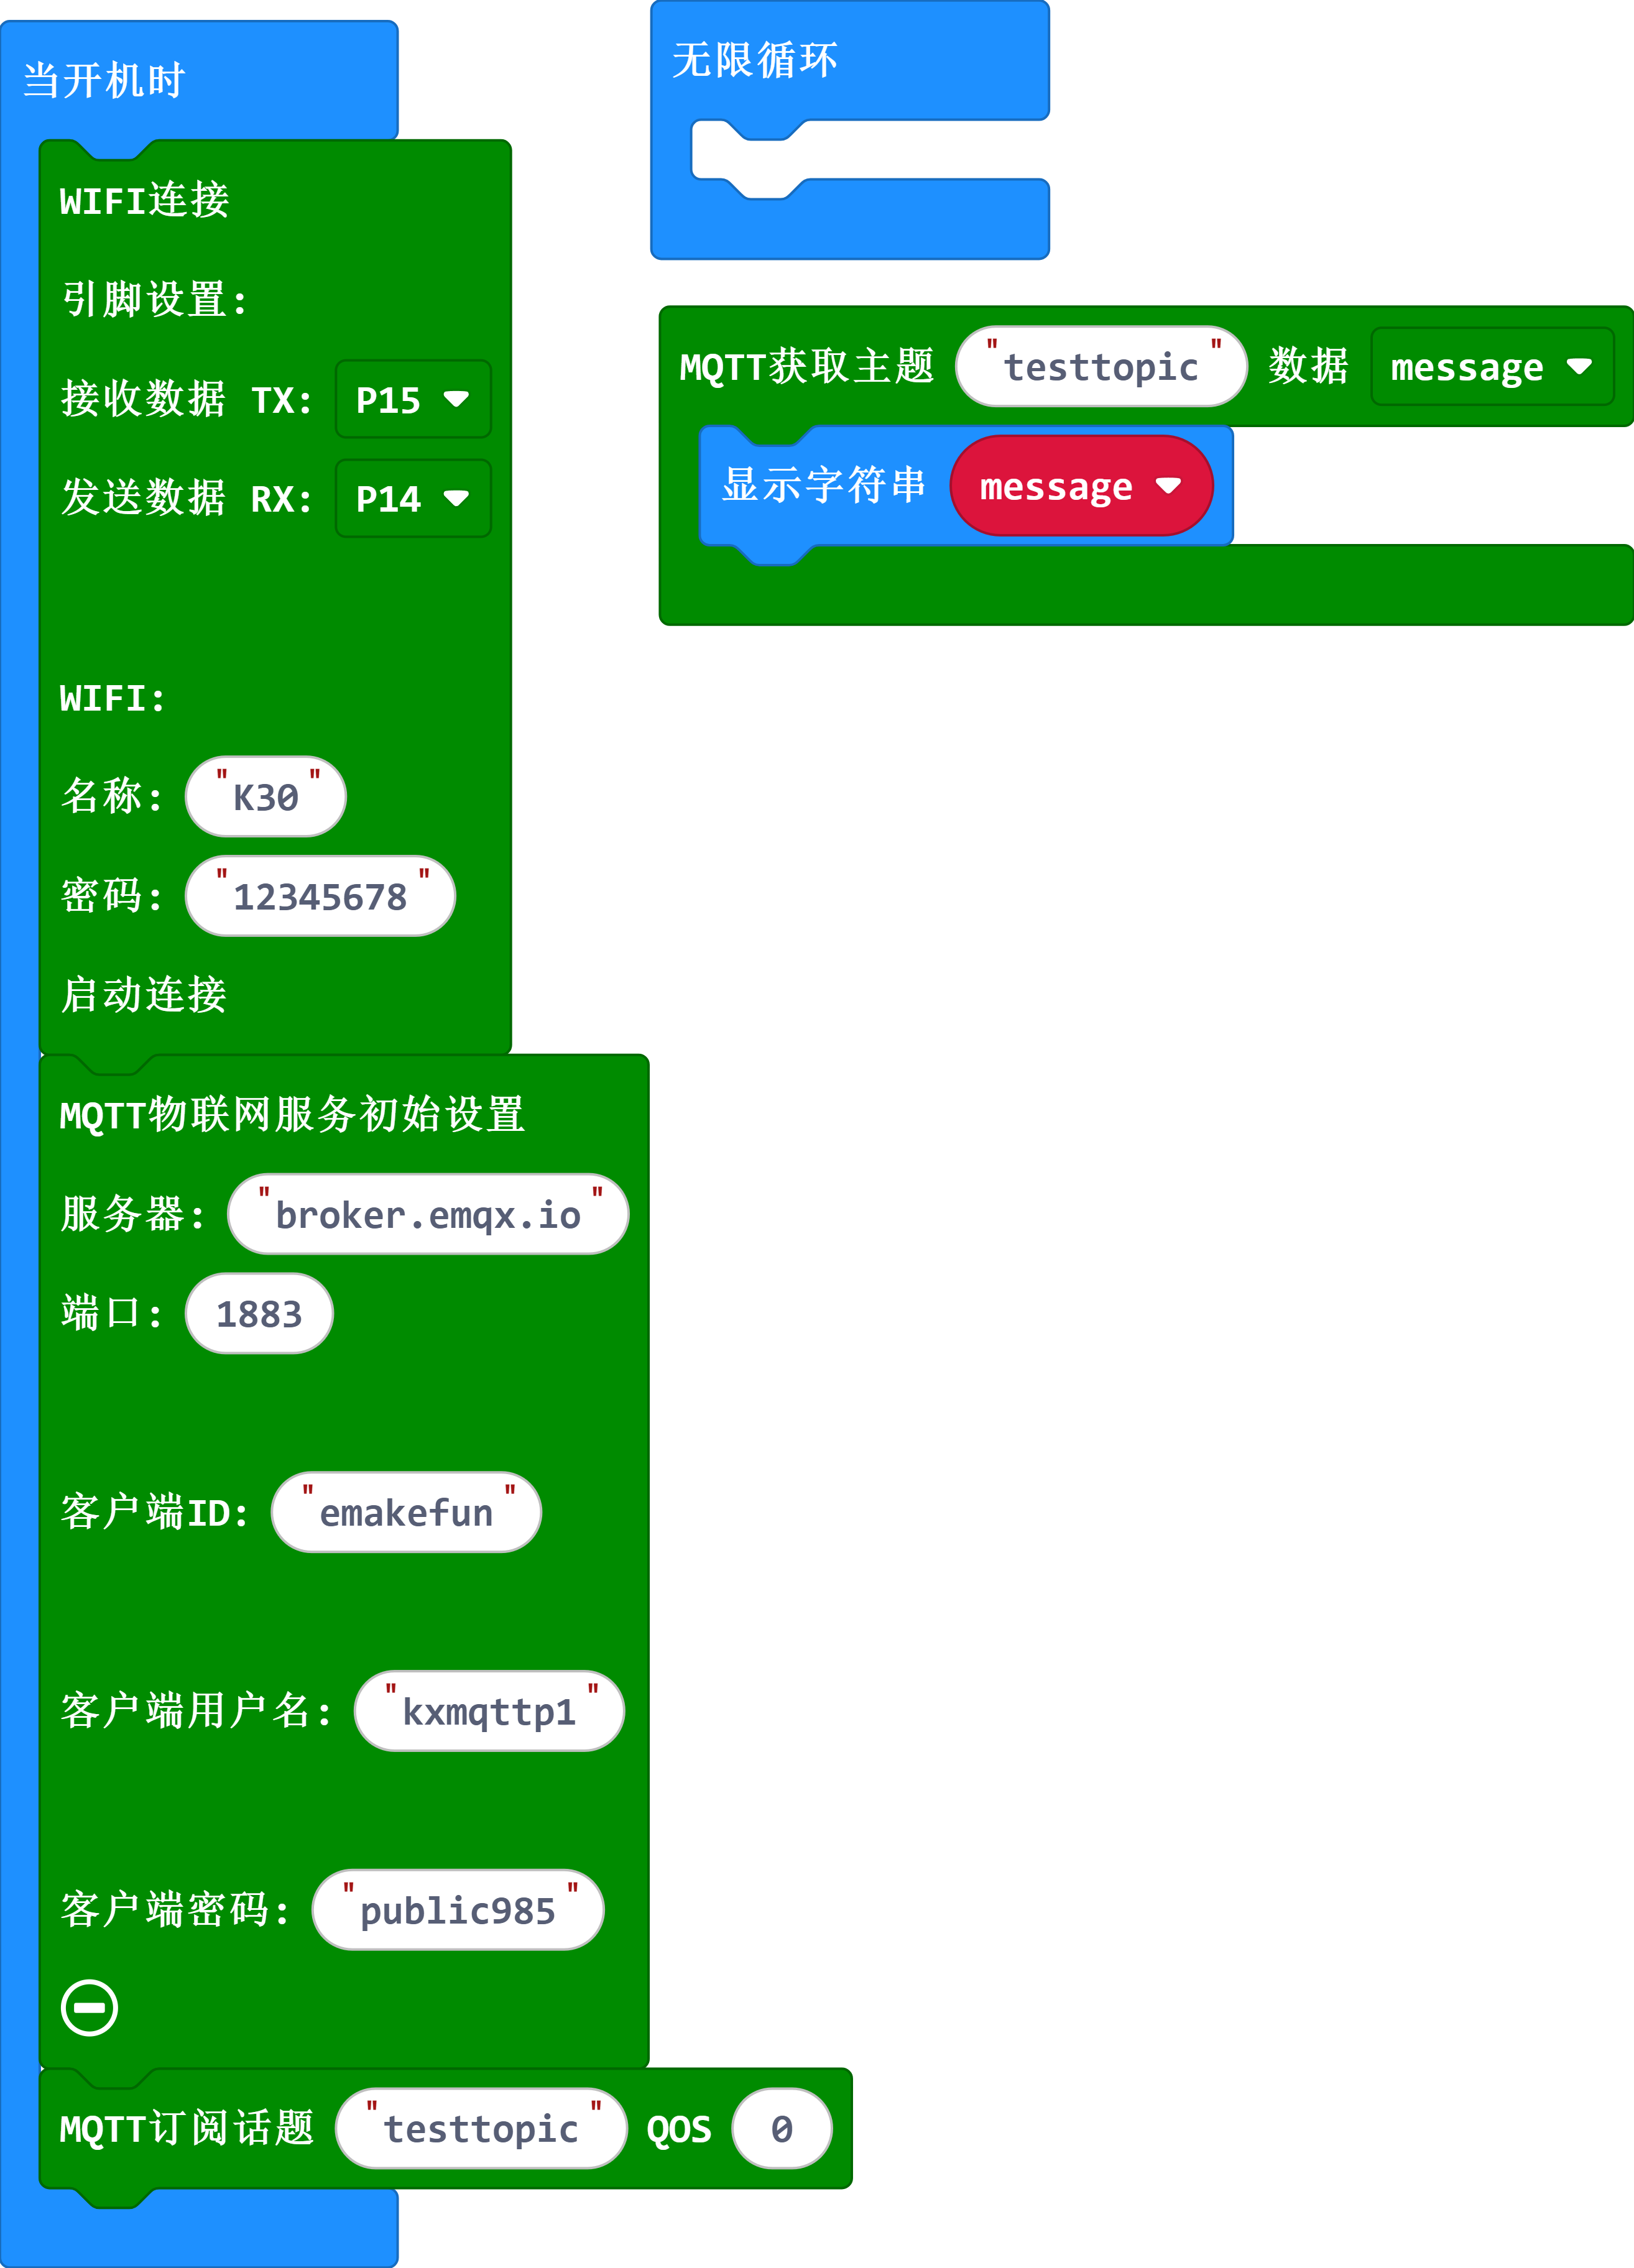 当开机时
WIFI连接
引脚设置:
接收数据 TX: P15
发送数据 RX: P14
WIFI:
名称: "K30"
密码: "12345678"
启动连接
MQTT物联网服务初始设置
服务器: "broker.emqx.io"
端口: 1883
客户端ID: "emakefun"
客户端用户名: "kxmqttp1"
客户端密码: "public985"
MQTT订阅话题 "testtopic" QOS 0
无限循环
MQTT获取主题 "testtopic" 数据 message
显示字符串 message